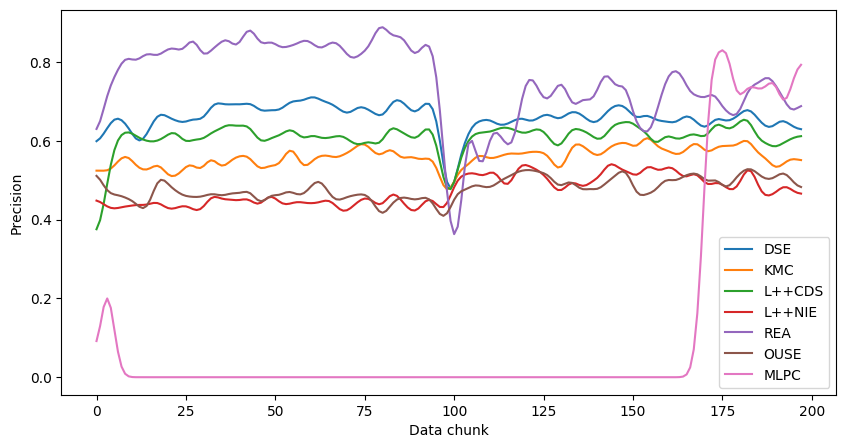 0.8
0.6
0.4
0.2
0.0
Precision
0
25
50
75
100
125
150
175
200
Data chunk
DSE
KMC
L++CDS
L++NIE
REA
OUSE
MLPC